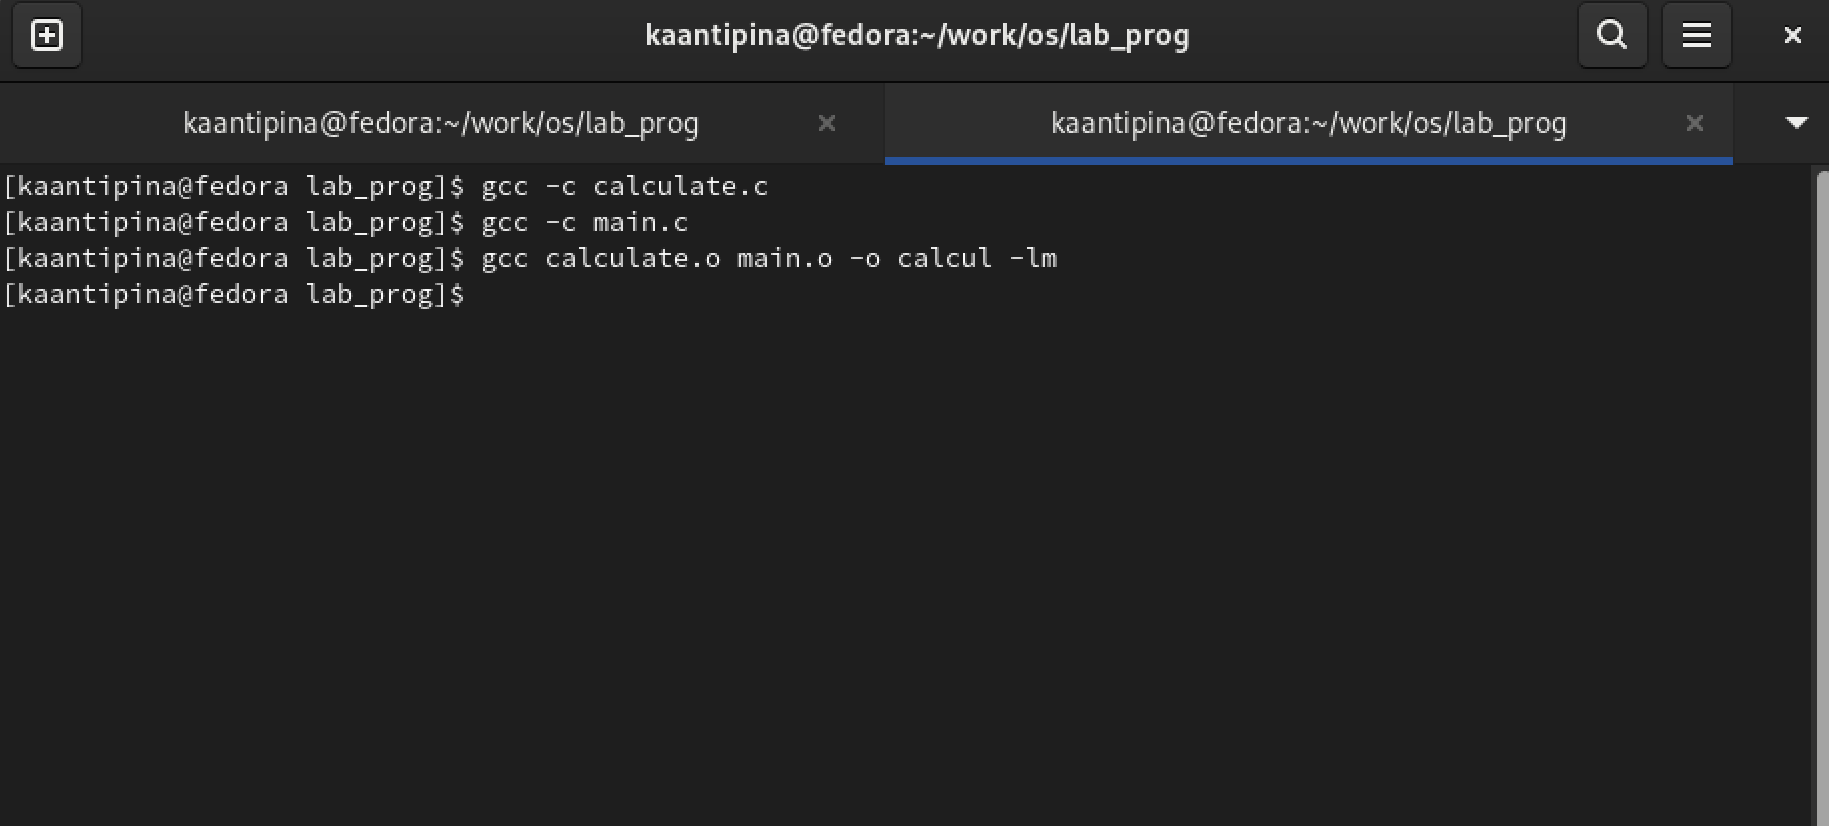 kaantipina@fedora:~/work/os/lab_prog
kaantipina@fedora:~/work/os/lab_prog
kaantipina@fedora:~/work/os/lab_prog
[kaantipina@fedora lab_prog]$ gcc -c calculate.c
[kaantipina@fedora lab_prog]$ gcc -c main.c
[kaantipina@fedora lab_prog]$ gcc calculate.o main.o -o calcul -lm
[kaantipina@fedora lab_prog]$